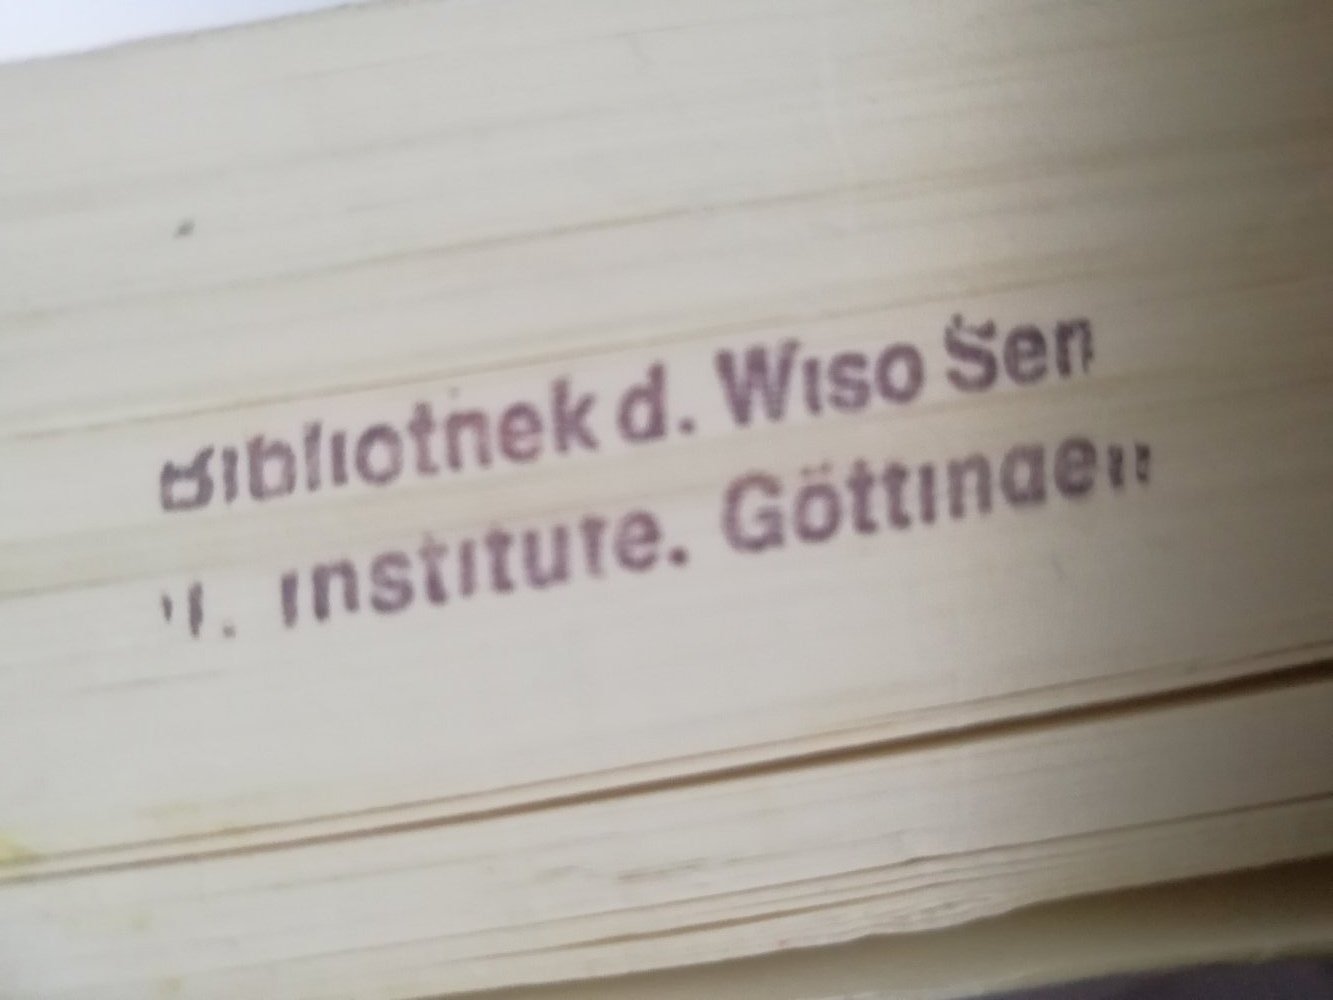 Bibliothek d. Wiso Sem
u. Institute. Göttingen